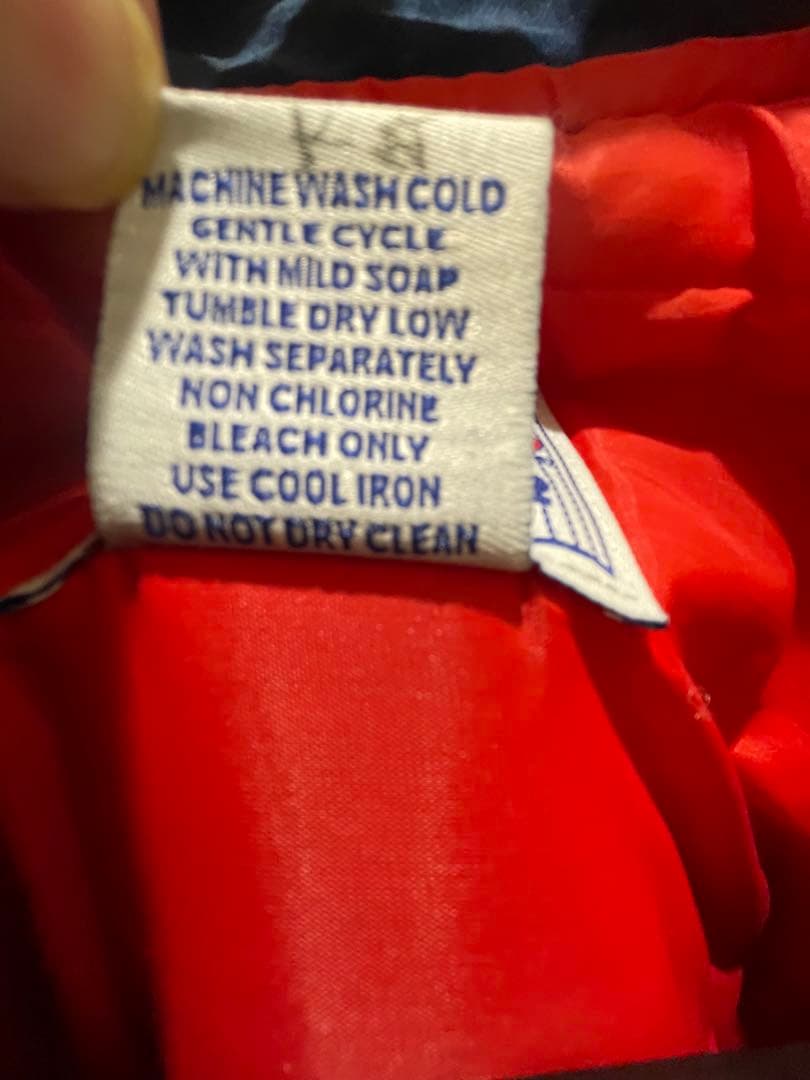 MACHINE WASH COLD
GENTLE CYCLE
WITH MILD SOAP
TUMBLE DRY LOW
WASH SEPARATELY
NON CHLORINE
BLEACH ONLY
USE COOL IRON
DO NOT DRY CLEAN